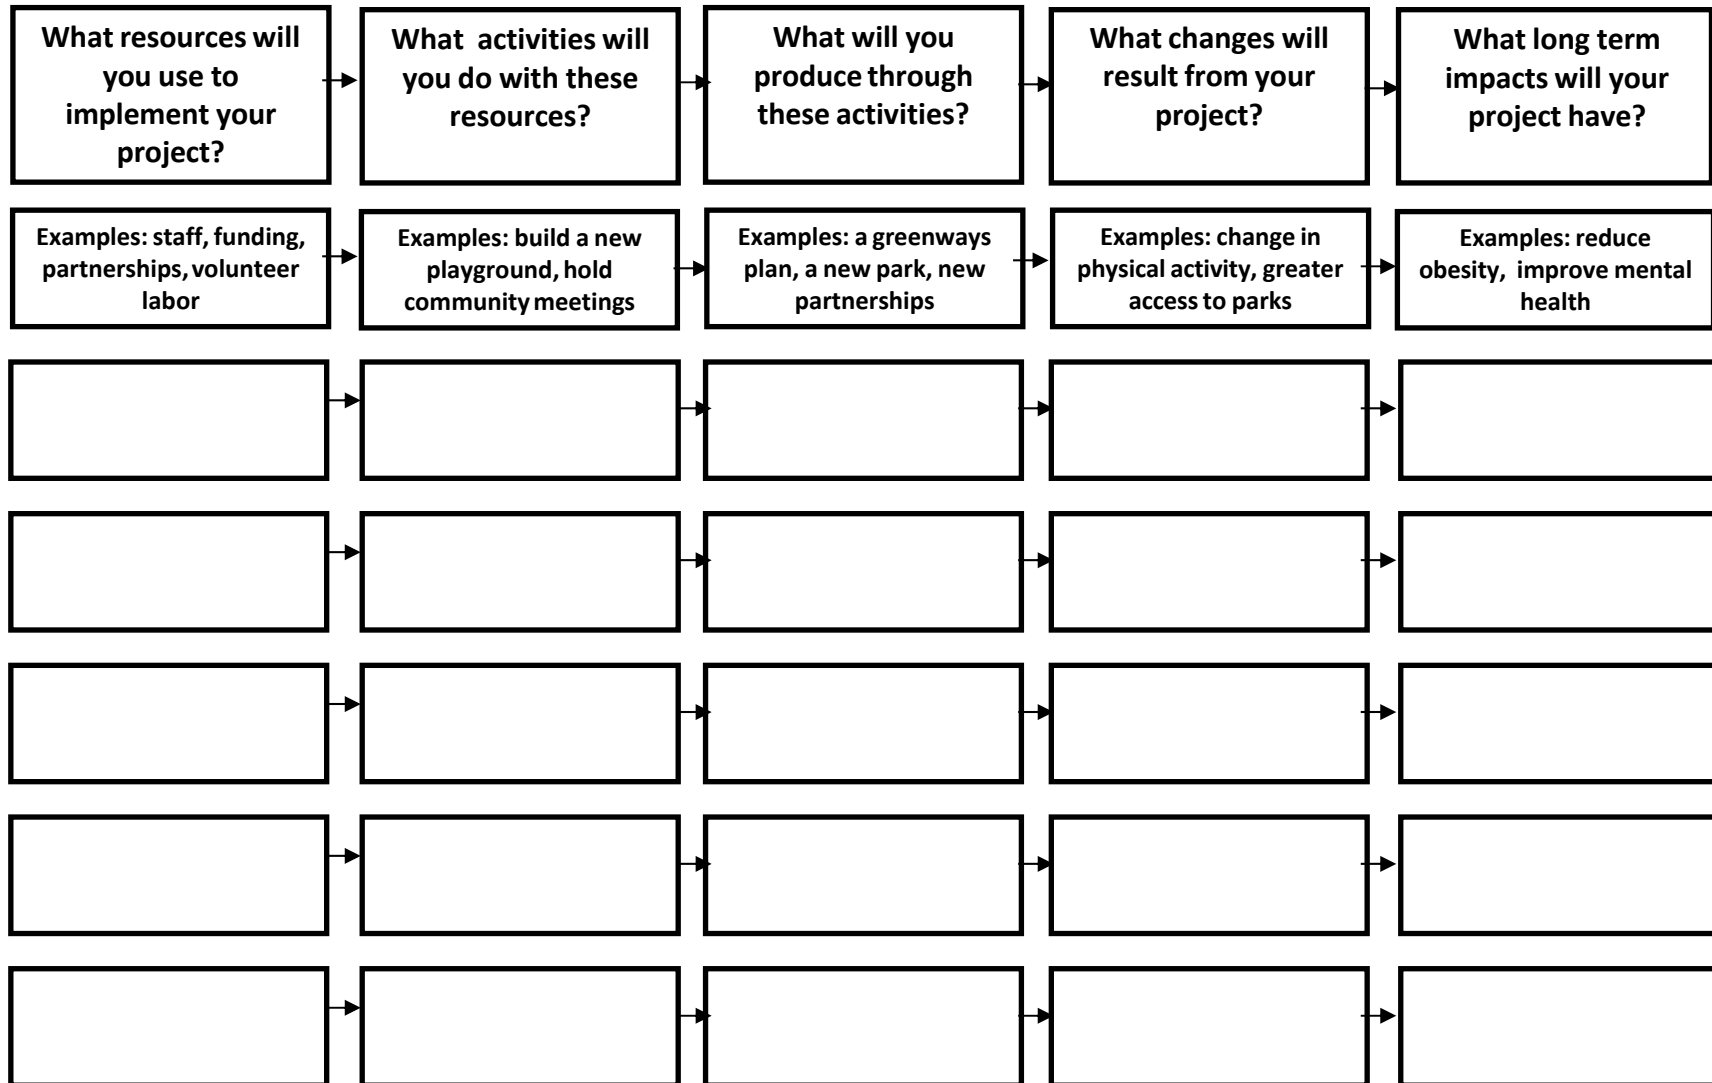 What resources will
you use to
implement your
project?
What activities will
you do with these
resources?
What will you
produce through
these activities?
What changes will
result from your
project?
What long term
impacts will your
project have?
Examples: staff, funding,
partnerships, volunteer
labor
Examples: build a new
playground, hold
community meetings
Examples: a greenways
plan, a new park, new
partnerships
Examples: change in
physical activity, greater
access to parks
Examples: reduce
obesity, improve mental
health